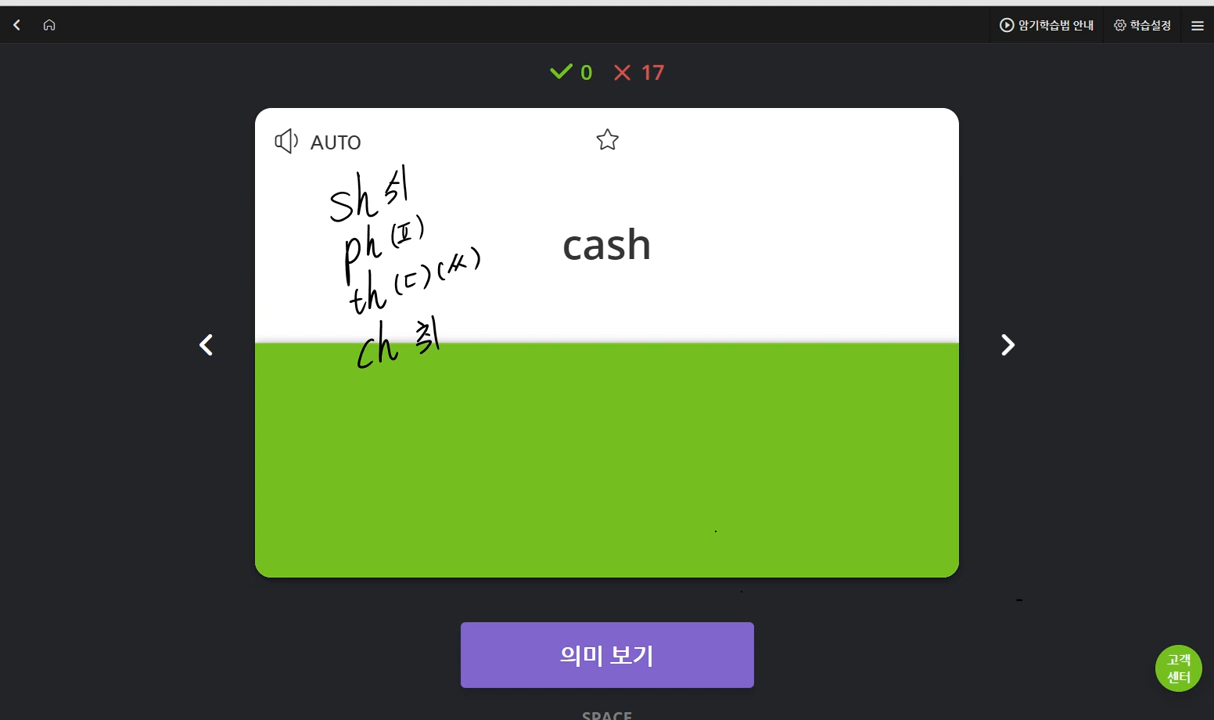 암기학습법 안내 학습설정
0 17
AUTO
sh 쉬
ph (ㅍ)
cash
th (ㄷ) (ㅆ)
ch 취
의미 보기
고객
센터
SPACE